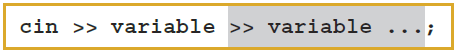 cin >> variable >> variable ...;